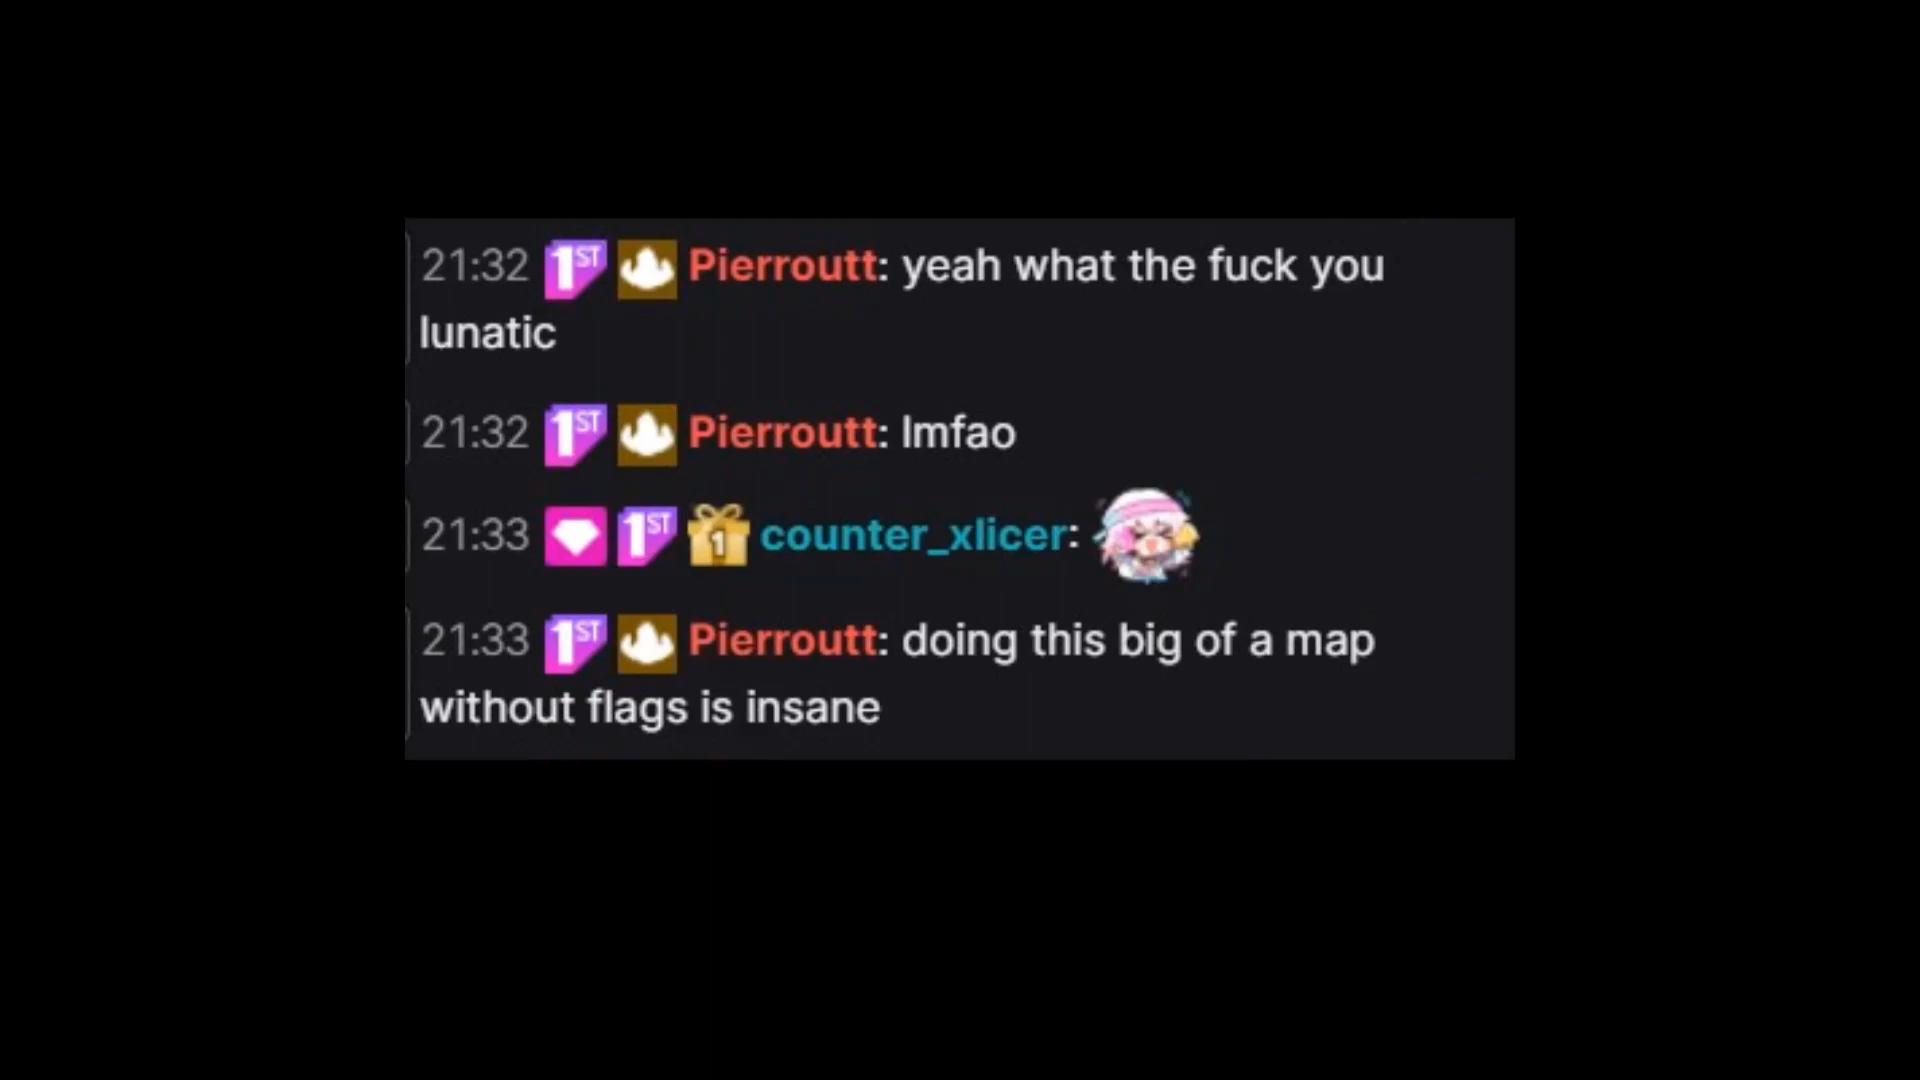 21:32 1ST Pierroutt: yeah what the fuck you
lunatic
21:32 1ST Pierroutt: lmfao
21:33 1ST 1 counter_xlicer:
21:33 1ST Pierroutt: doing this big of a map
without flags is insane